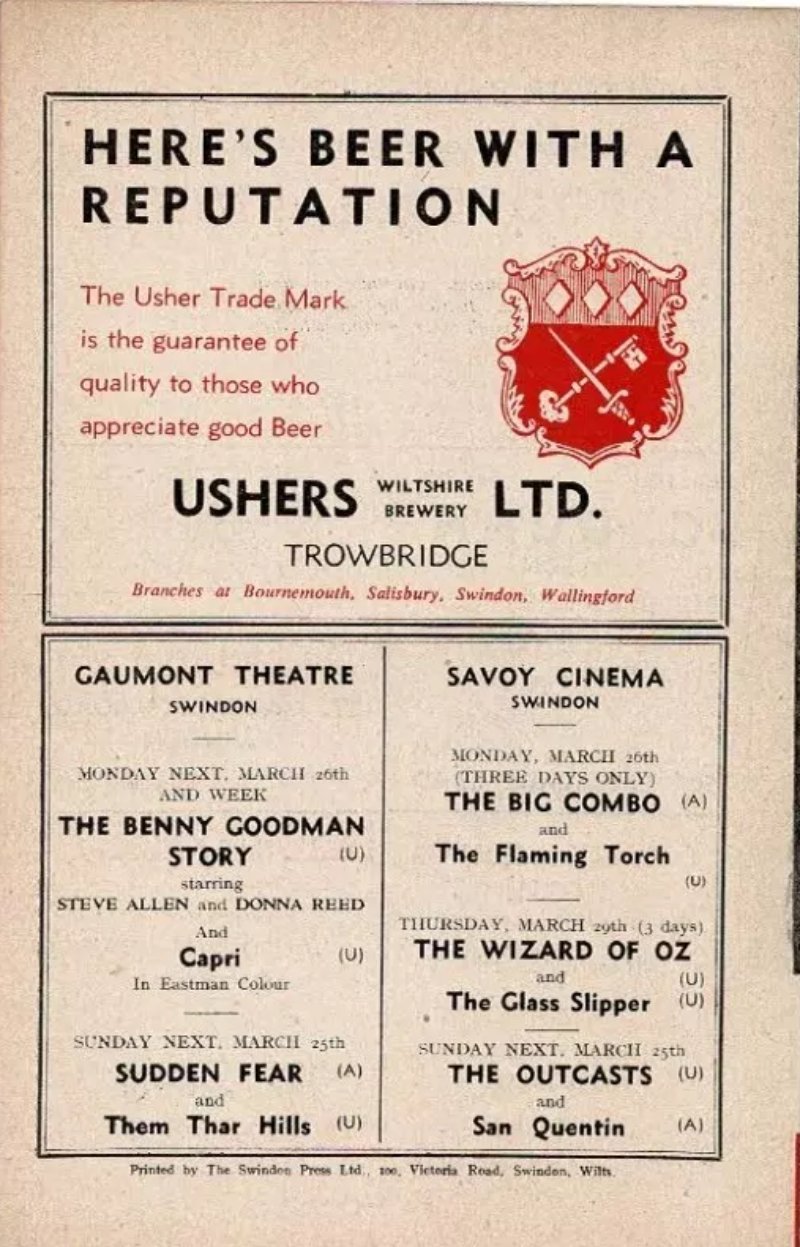 HERE'S BEER WITH A
REPUTATION
The Usher Trade Mark
is the guarantee of
quality to those who
appreciate good Beer
USHERS WILTSHIRE BREWERY LTD.
TROWBRIDGE
Branches at Bournemouth, Salisbury, Swindon, Wallingford
GAUMONT THEATRE
SWINDON
MONDAY NEXT, MARCH 26th
AND WEEK
THE BENNY GOODMAN
STORY (U)
starring
STEVE ALLEN and DONNA REED
And
Capri (U)
In Eastman Colour
SUNDAY NEXT, MARCH 25th
SUDDEN FEAR (A)
and
Them Thar Hills (U)
SAVOY CINEMA
SWINDON
MONDAY, MARCH 26th
(THREE DAYS ONLY)
THE BIG COMBO (A)
and
The Flaming Torch
(U)
THURSDAY, MARCH 29th (3 days)
THE WIZARD OF OZ
and (U)
The Glass Slipper (U)
SUNDAY NEXT, MARCH 25th
THE OUTCASTS (U)
and
San Quentin (A)
Printed by The Swindon Press Ltd., 100, Victoria Road, Swindon, Wilts.